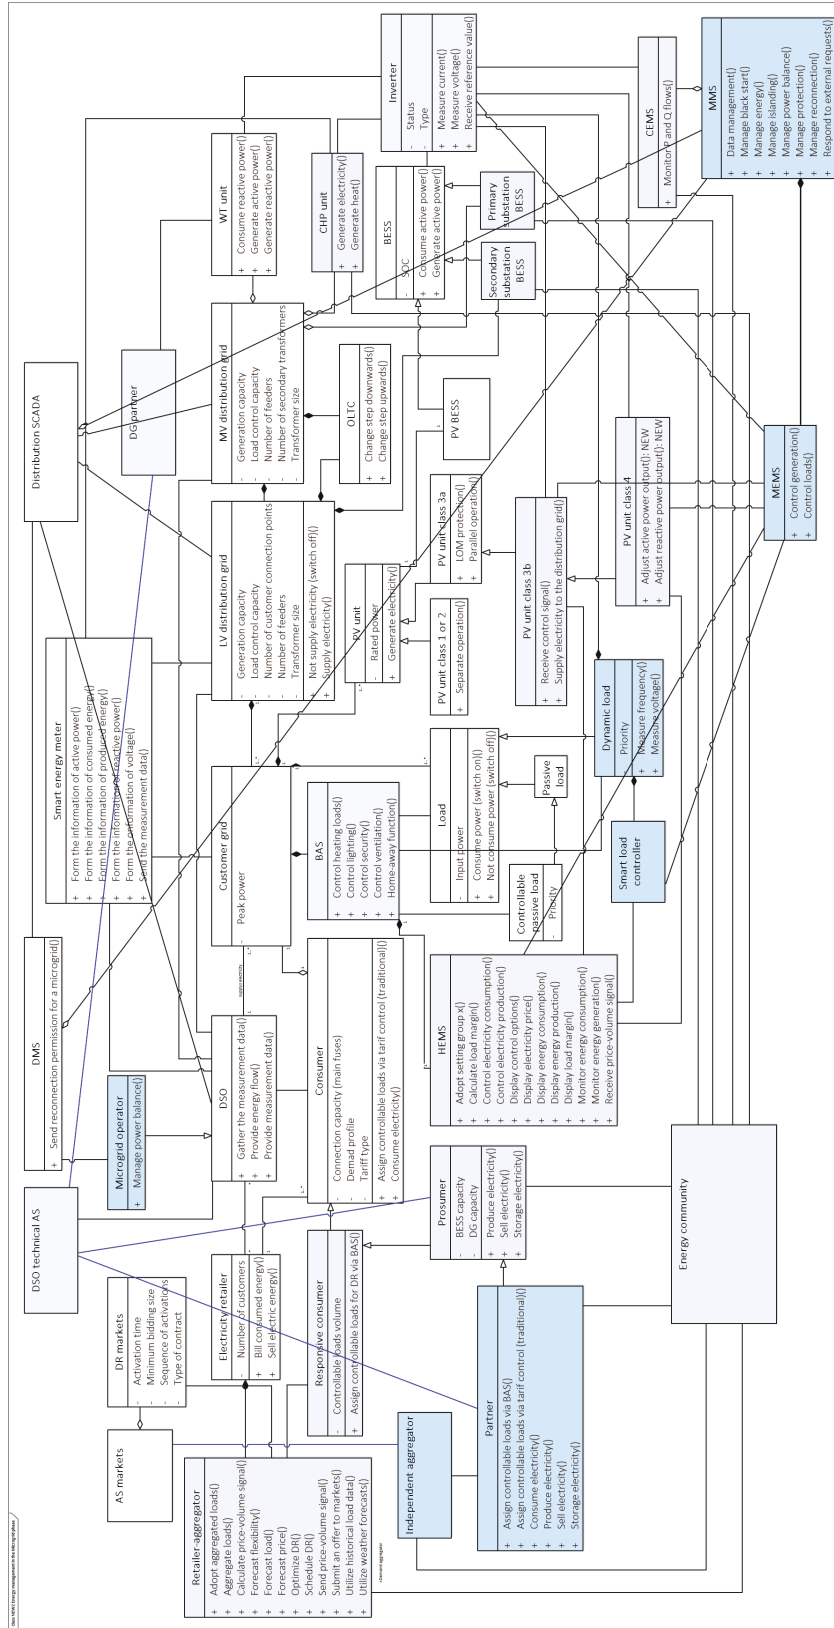 class NEW2 Energy management in the Microgrid phase
DSO technical AS
DMS
+ Send reconnection permission for a microgrid()
Smart energy meter
+ Form the information of active power()
+ Form the information of consumed energy()
+ Form the information of produced energy()
+ Form the information of reactive power()
+ Form the information of voltage()
+ Send the measurement data()
Distribution SCADA
DG partner
WT unit
+ Consume reactive power()
+ Generate active power()
+ Generate reactive power()
AS markets
DR markets
- Activation time
- Minimum bidding size
- Sequence of activations
- Type of contract
Microgrid operator
+ Manage power balance()
Retailer-aggregator
+ Adopt aggregated loads()
+ Aggregate loads()
+ Calculate price-volume signal()
+ Forecast flexibility()
+ Forecast load()
+ Forecast price()
+ Optimize DR()
+ Schedule DR()
+ Send price-volume signal()
+ Submit an offer to markets()
+ Utilize historical load data()
+ Utilize weather forecasts()
Electricity retailer
- Number of customers
+ Bill consumed energy()
+ Sell electric energy()
DSO
+ Gather the measurement data()
+ Provide energy flow()
+ Provide measurement data()
Customer grid
- Peak power
LV distribution grid
- Generation capacity
- Load control capacity
- Number of customer connection points
- Number of feeders
- Transformer size
+ Not supply electricity (switch off)()
+ Supply electricity()
MV distribution grid
- Generation capacity
- Load control capacity
- Number of feeders
- Number of secondary transformers
- Transformer size
CHP unit
+ Generate electricity()
+ Generate heat()
Inverter
- Status
- Type
+ Measure current()
+ Measure voltage()
+ Receive reference value()
Responsive consumer
- Controllable loads volume
+ Assign controllable loads for DR via BAS()
Consumer
- Connection capacity (main fuses)
- Demad profile
- Tariff type
+ Assign controllable loads via tarif control (traditional)()
+ Consume electricity()
BAS
+ Control heating loads()
+ Control lighting()
+ Control security()
+ Control ventilation()
+ Home-away function()
PV unit
- Rated power
+ Generate electricity()
OLTC
+ Change step downwards()
+ Change step upwards()
BESS
- SOC
+ Consume active power()
+ Generate active power()
Independent aggregator
Prosumer
- BESS capacity
- DG capacity
+ Produce electricity()
+ Sell electricity()
+ Storage electricity()
HEMS
+ Adopt setting group x()
+ Calculate load margin()
+ Control electricity consumption()
+ Control electricity production()
+ Display control options()
+ Display electricity price()
+ Display energy consumption()
+ Display energy production()
+ Display load margin()
+ Monitor energy consumption()
+ Monitor energy generation()
+ Receive price-volume signal()
Load
- Input power
+ Consume power (switch on)()
+ Not consume power (switch off)()
PV unit class 1 or 2
+ Separate operation()
PV unit class 3a
+ LOM protection()
+ Parallel operation()
PV BESS
Secondary
substation
BESS
Primary
substation
BESS
Partner
+ Assign controllable loads via BAS()
+ Assign controllable loads via tarif control (traditional)()
+ Consume electricity()
+ Produce electricity()
+ Sell electricity()
+ Storage electricity()
Controllable
passive load
- Priority
Passive
load
PV unit class 3b
+ Receive control signal()
+ Supply electricity to the distribution grid()
Smart load
controller
Dynamic load
- Priority
+ Measure frequency()
+ Measure voltage()
PV unit class 4
+ Adjust active power output(): NEW
+ Adjust reactive power output(): NEW
CEMS
+ Monitor P and Q flows()
Energy community
MEMS
+ Control generation()
+ Control loads()
MMS
+ Data management()
+ Manage black start()
+ Manage energy()
+ Manage islanding()
+ Manage power balance()
+ Manage protection()
+ Manage reconnection()
+ Respond to external requests()